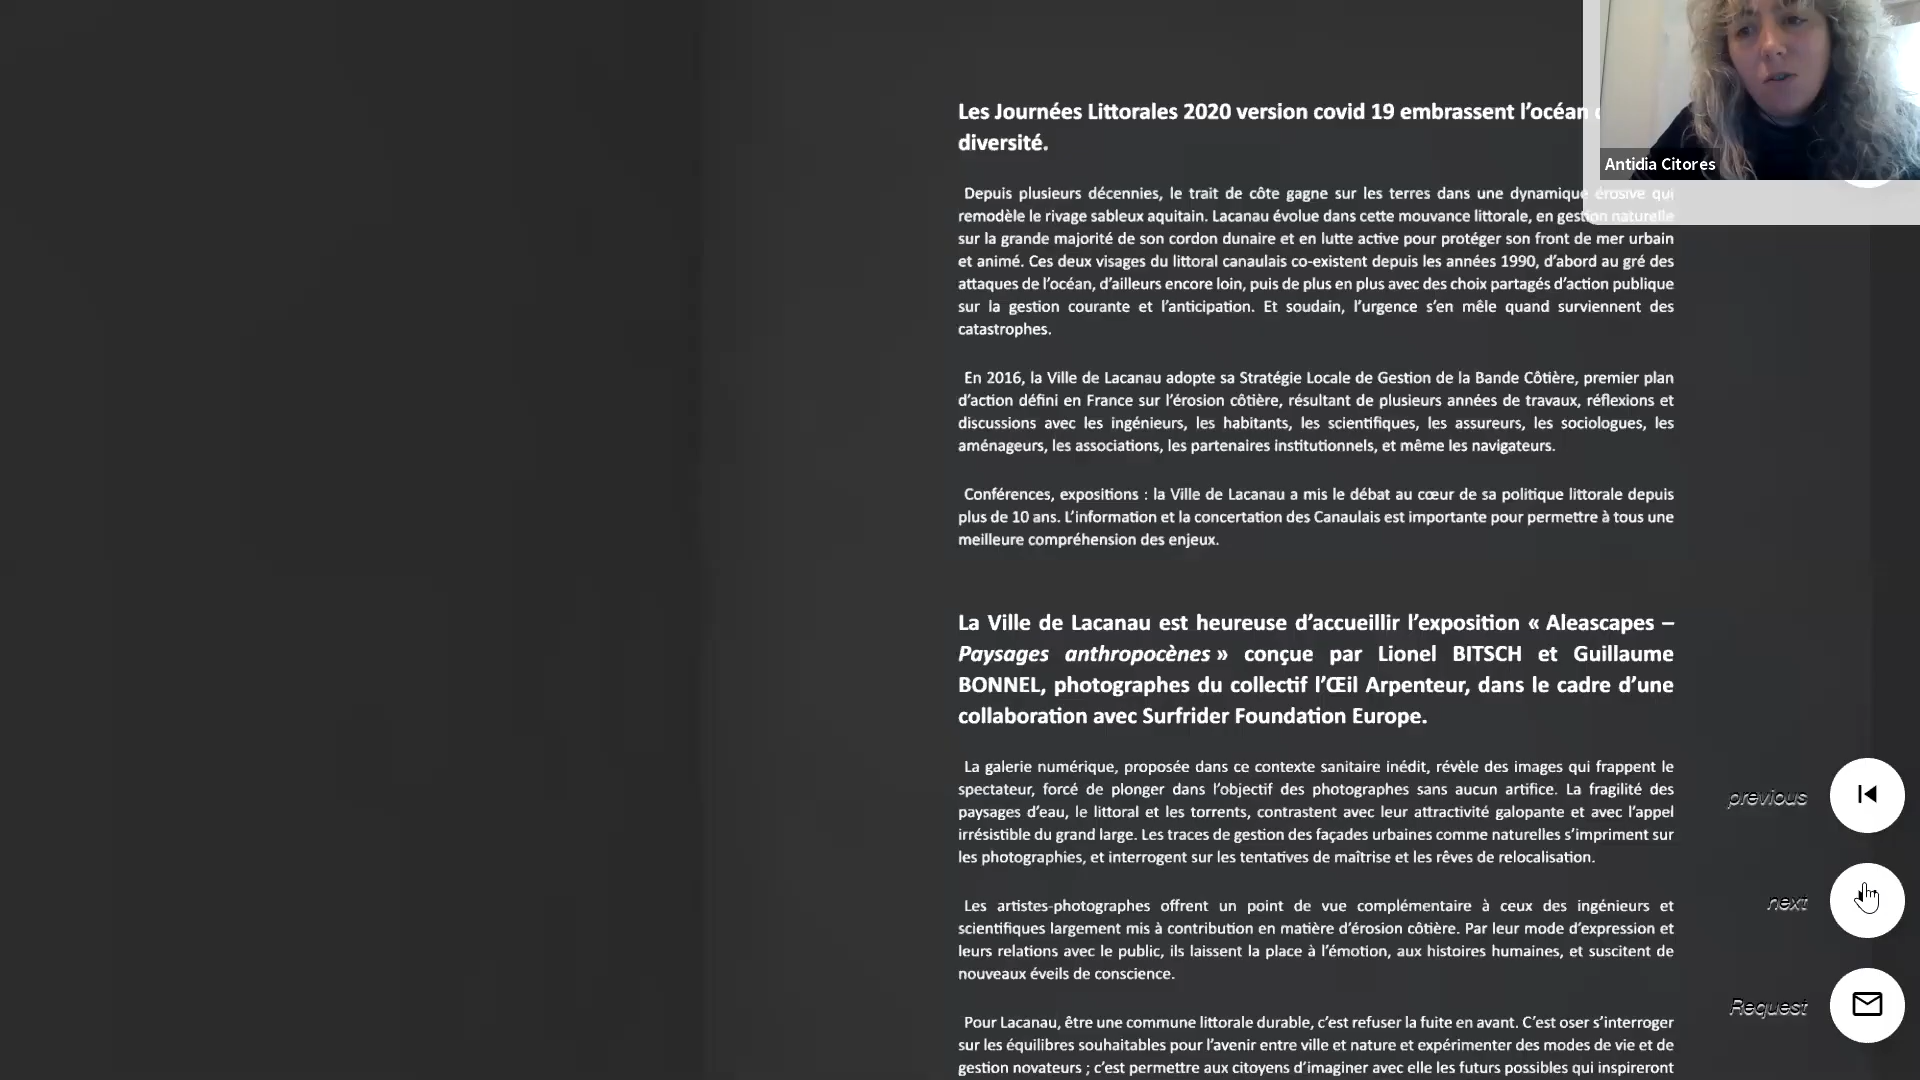 Les Journées Littorales 2020 version covid 19 embrassent l'océan
diversité.
Antidia Citores
Depuis plusieurs décennies, le trait de côte gagne sur les terres dans une dynamique érosive qui
remodèle le rivage sableux aquitain. Lacanau évolue dans cette mouvance littorale, en gestion naturelle
sur la grande majorité de son cordon dunaire et en lutte active pour protéger son front de mer urbain
et animé. Ces deux visages du littoral canaulais co-existent depuis les années 1990, d'abord au gré des
attaques de l'océan, d'ailleurs encore loin, puis de plus en plus avec des choix partagés d'action publique
sur la gestion courante et l'anticipation. Et soudain, l'urgence s'en mêle quand surviennent des
catastrophes.
En 2016, la Ville de Lacanau adopte sa Stratégie Locale de Gestion de la Bande Côtière, premier plan
d'action défini en France sur l'érosion côtière, résultant de plusieurs années de travaux, réflexions et
discussions avec les ingénieurs, les habitants, les scientifiques, les assureurs, les sociologues, les
aménageurs, les associations, les partenaires institutionnels, et même les navigateurs.
Conférences, expositions : la Ville de Lacanau a mis le débat au cœur de sa politique littorale depuis
plus de 10 ans. L'information et la concertation des Canaulais est importante pour permettre à tous une
meilleure compréhension des enjeux.
La Ville de Lacanau est heureuse d'accueillir l'exposition « Aleascapes –
Paysages anthropocènes » conçue par Lionel BITSCH et Guillaume
BONNEL, photographes du collectif l'Œil Arpenteur, dans le cadre d'une
collaboration avec Surfrider Foundation Europe.
La galerie numérique, proposée dans ce contexte sanitaire inédit, révèle des images qui frappent le
spectateur, forcé de plonger dans l'objectif des photographes sans aucun artifice. La fragilité des
paysages d'eau, le littoral et les torrents, contrastent avec leur attractivité galopante et avec l'appel
irrésistible du grand large. Les traces de gestion des façades urbaines comme naturelles s'impriment sur
les photographies, et interrogent sur les tentatives de maîtrise et les rêves de relocalisation.
Les artistes-photographes offrent un point de vue complémentaire à ceux des ingénieurs et
scientifiques largement mis à contribution en matière d'érosion côtière. Par leur mode d'expression et
leurs relations avec le public, ils laissent la place à l'émotion, aux histoires humaines, et suscitent de
nouveaux éveils de conscience.
Pour Lacanau, être une commune littorale durable, c'est refuser la fuite en avant. C'est oser s'interroger
sur les équilibres souhaitables pour l'avenir entre ville et nature et expérimenter des modes de vie et de
gestion novateurs ; c'est permettre aux citoyens d'imaginer avec elle les futurs possibles qui inspireront
previous
next
Request